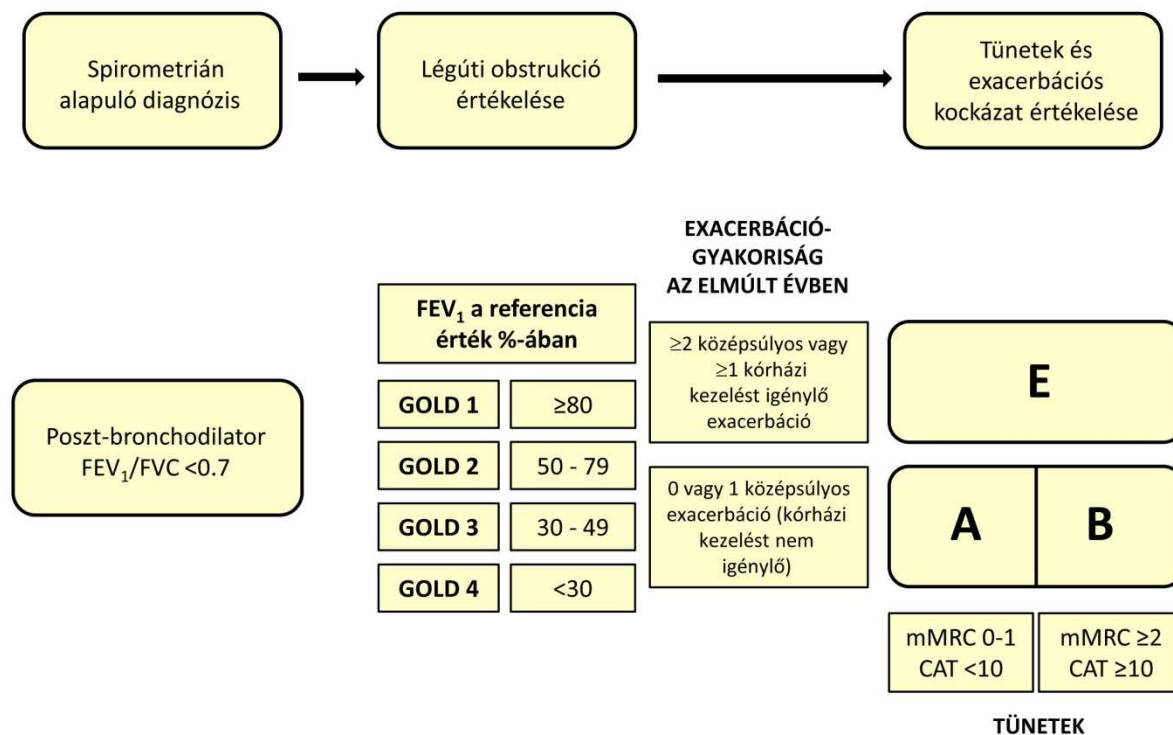 Spirometrián
alapuló diagnózis
Légúti obstrukció
értékelése
Tünetek és
exacerbációs
kockázat értékelése
EXACERBÁCIÓ-
GYAKORISÁG
AZ ELMÚLT ÉVBEN
Poszt-bronchodilator
FEV₁/FVC <0.7
FEV₁ a referencia
érték %-ában
GOLD 1 ≥80
GOLD 2 50 - 79
GOLD 3 30 - 49
GOLD 4 <30
≥2 középsúlyos vagy
≥1 kórházi
kezelést igénylő
exacerbáció
E
0 vagy 1 középsúlyos
exacerbáció (kórházi
kezelést nem
igénylő)
A B
mMRC 0-1
CAT <10
mMRC ≥2
CAT ≥10
TÜNETEK